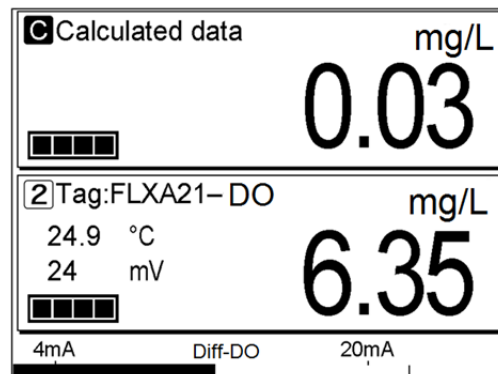 C Calculated data
mg/L
0.03
2 Tag:FLXA21–DO
mg/L
24.9 °C
24 mV
6.35
4mA Diff-DO 20mA